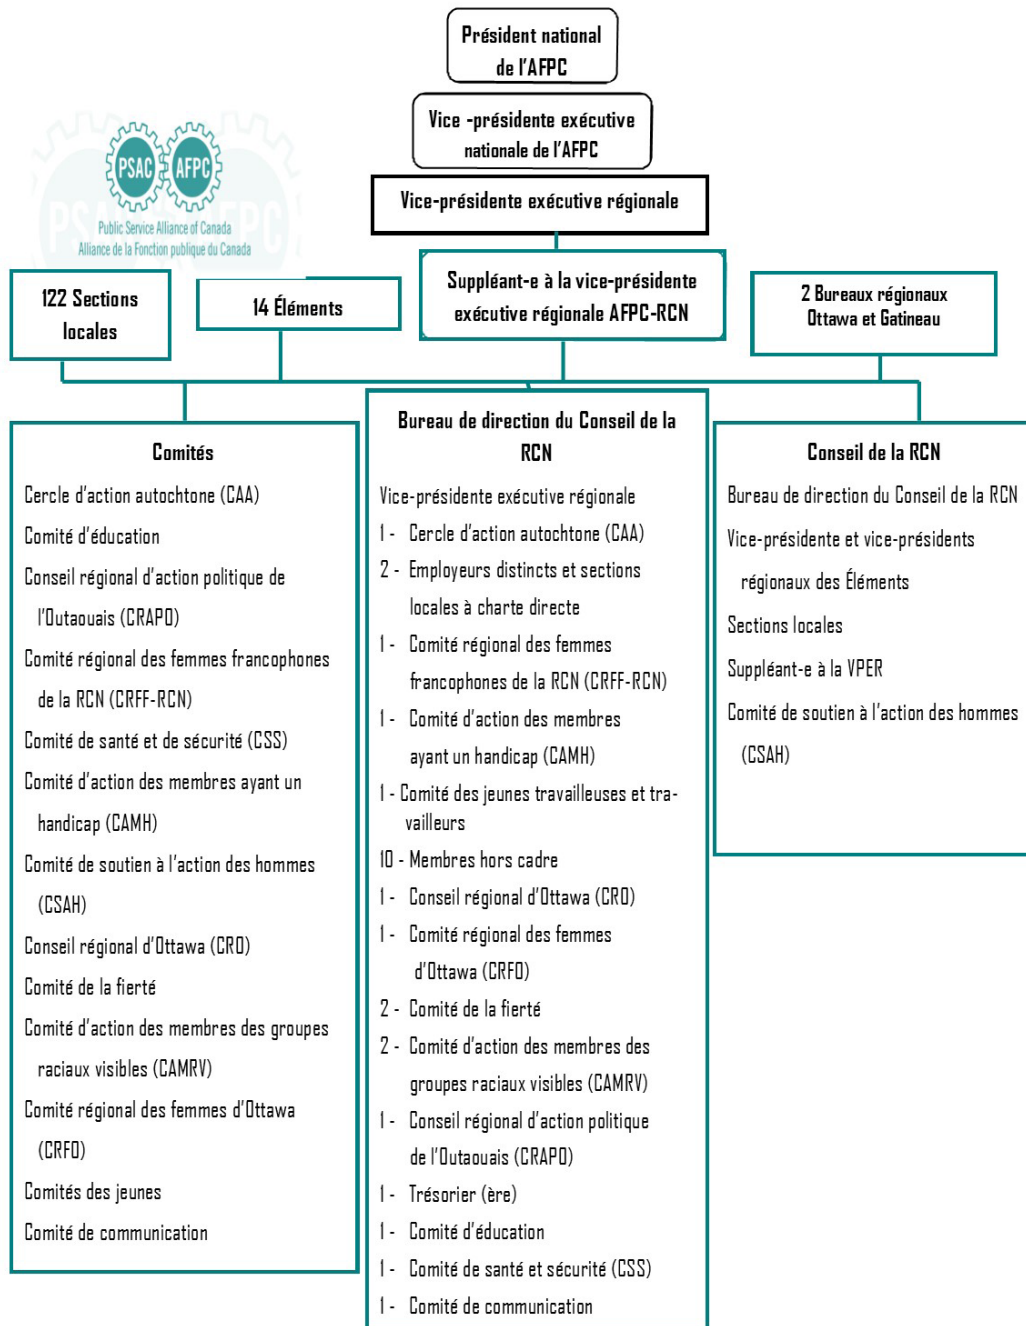 Président national
de l'AFPC
Vice -présidente exécutive
nationale de l'AFPC
Vice-présidente exécutive régionale
PSAC AFPC
Public Service Alliance of Canada
Alliance de la Fonction publique du Canada
122 Sections
locales
14 Éléments
Suppléant-e à la vice-présidente
exécutive régionale AFPC-RCN
2 Bureaux régionaux
Ottawa et Gatineau
Comités
Cercle d'action autochtone (CAA)
Comité d'éducation
Conseil régional d'action politique de
l'Outaouais (CRAPO)
Comité régional des femmes francophones
de la RCN (CRFF-RCN)
Comité de santé et de sécurité (CSS)
Comité d'action des membres ayant un
handicap (CAMH)
Comité de soutien à l'action des hommes
(CSAH)
Conseil régional d'Ottawa (CRO)
Comité de la fierté
Comité d'action des membres des groupes
raciaux visibles (CAMRV)
Comité régional des femmes d'Ottawa
(CRFO)
Comités des jeunes
Comité de communication
Bureau de direction du Conseil de la
RCN
Vice-présidente exécutive régionale
1 - Cercle d'action autochtone (CAA)
2 - Employeurs distincts et sections
locales à charte directe
1 - Comité régional des femmes
francophones de la RCN (CRFF-RCN)
1 - Comité d'action des membres
ayant un handicap (CAMH)
1 - Comité des jeunes travailleuses et tra-
vailleurs
10 - Membres hors cadre
1 - Conseil régional d'Ottawa (CRO)
1 - Comité régional des femmes
d'Ottawa (CRFO)
2 - Comité de la fierté
2 - Comité d'action des membres des
groupes raciaux visibles (CAMRV)
1 - Conseil régional d'action politique
de l'Outaouais (CRAPO)
1 - Trésorier (ère)
1 - Comité d'éducation
1 - Comité de santé et sécurité (CSS)
1 - Comité de communication
Conseil de la RCN
Bureau de direction du Conseil de la RCN
Vice-présidente et vice-présidents
régionaux des Éléments
Sections locales
Suppléant-e à la VPER
Comité de soutien à l'action des hommes
(CSAH)